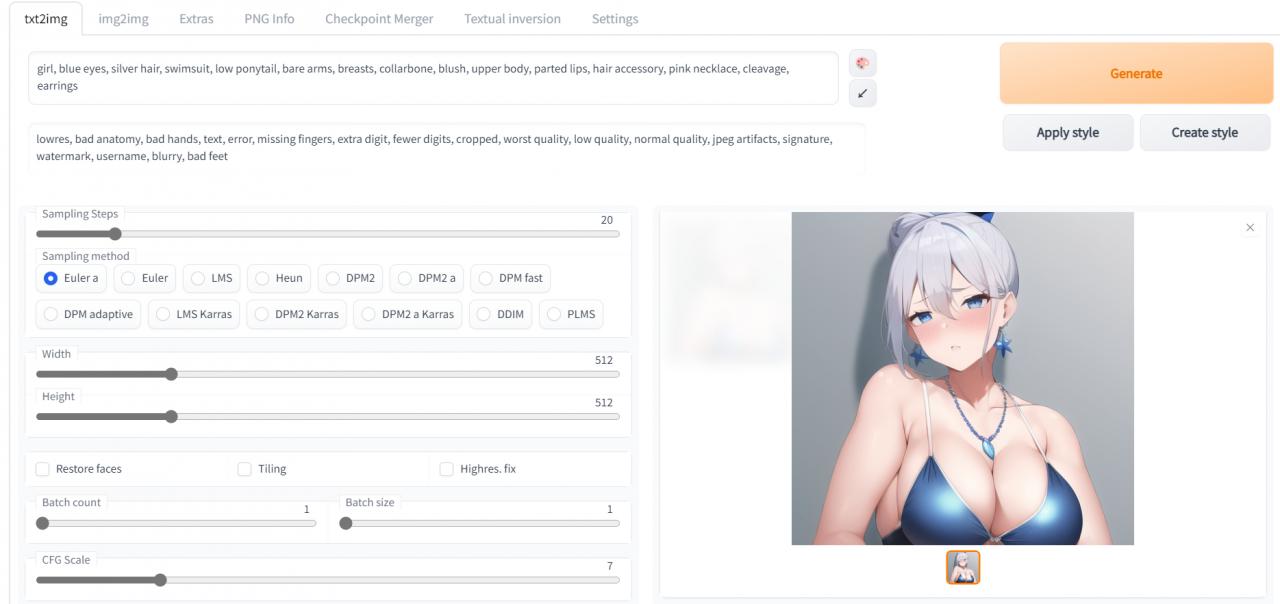 txt2img img2img Extras PNG Info Checkpoint Merger Textual inversion Settings
girl, blue eyes, silver hair, swimsuit, low ponytail, bare arms, breasts, collarbone, blush, upper body, parted lips, hair accessory, pink necklace, cleavage,
earrings
Generate
lowres, bad anatomy, bad hands, text, error, missing fingers, extra digit, fewer digits, cropped, worst quality, low quality, normal quality, jpeg artifacts, signature,
watermark, username, blurry, bad feet
Apply style Create style
Sampling Steps 20
Sampling method
Euler a Euler LMS Heun DPM2 DPM2 a DPM fast
DPM adaptive LMS Karras DPM2 Karras DPM2 a Karras DDIM PLMS
Width 512
Height 512
Restore faces Tiling Highres. fix
Batch count 1 Batch size 1
CFG Scale 7